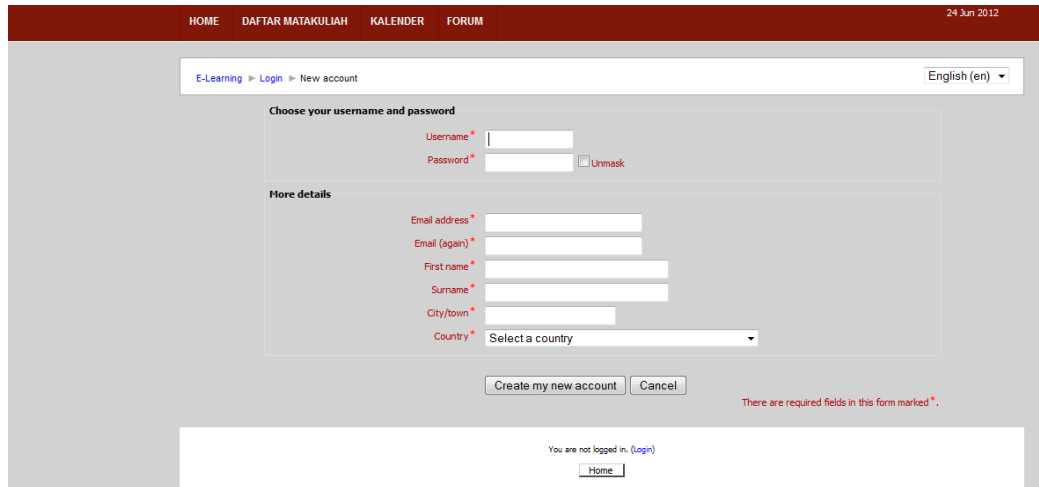 24 Jun 2012
HOME DAFTAR MATAKULIAH KALENDER FORUM
E-Learning ► Login ► New account
English (en)
Choose your username and password
Username*
Password* Unmask
More details
Email address*
Email (again)*
First name*
Surname*
City/town*
Country* Select a country
Create my new account Cancel
There are required fields in this form marked*.
You are not logged in. (Login)
Home